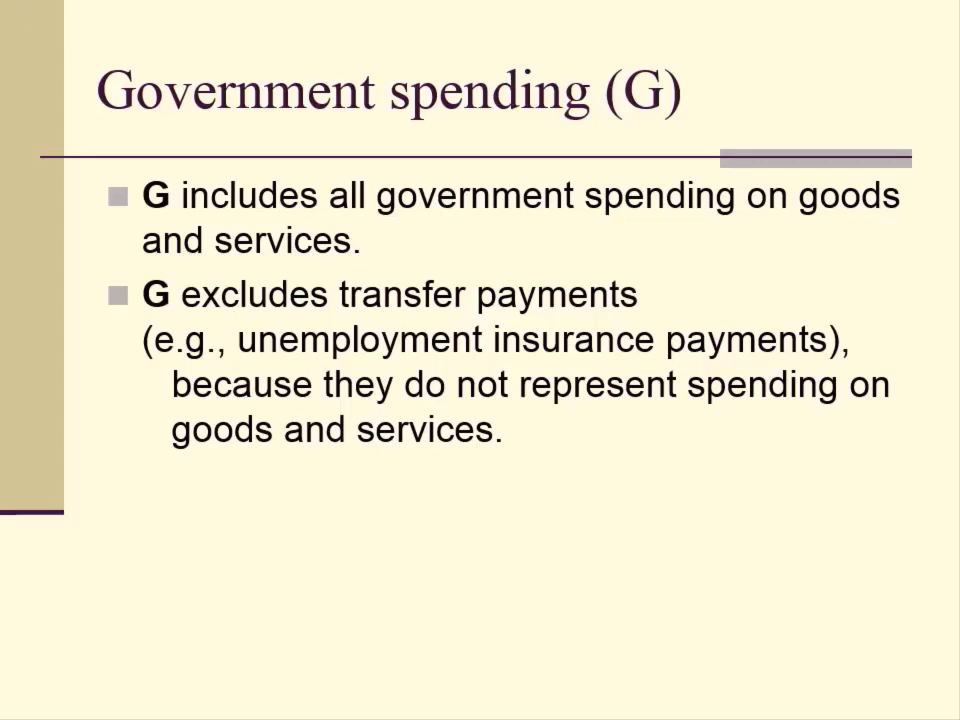 Government spending (G)
G includes all government spending on goods
and services.
G excludes transfer payments
(e.g., unemployment insurance payments),
because they do not represent spending on
goods and services.